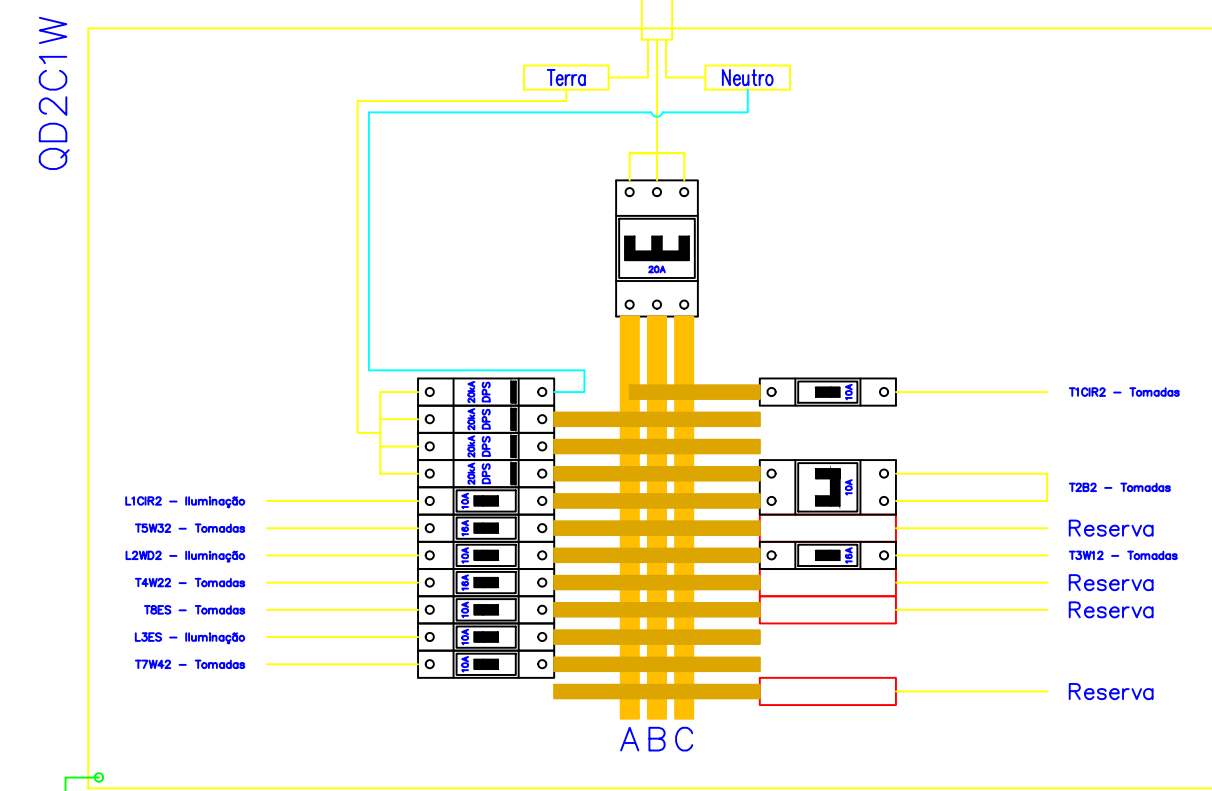 QD2C1W
Terra
Neutro
20A
20kA
DPS
10A
T1CIR2 - Tomadas
20kA
DPS
20kA
DPS
20kA
DPS
10A
T2B2 - Tomadas
L1CIR2 - Iluminação
10A
T5W32 - Tomadas
16A
Reserva
L2WD2 - Iluminação
10A
16A
T3W12 - Tomadas
T4W22 - Tomadas
16A
Reserva
T8ES - Tomadas
10A
Reserva
L3ES - Iluminação
10A
T7W42 - Tomadas
10A
Reserva
A B C